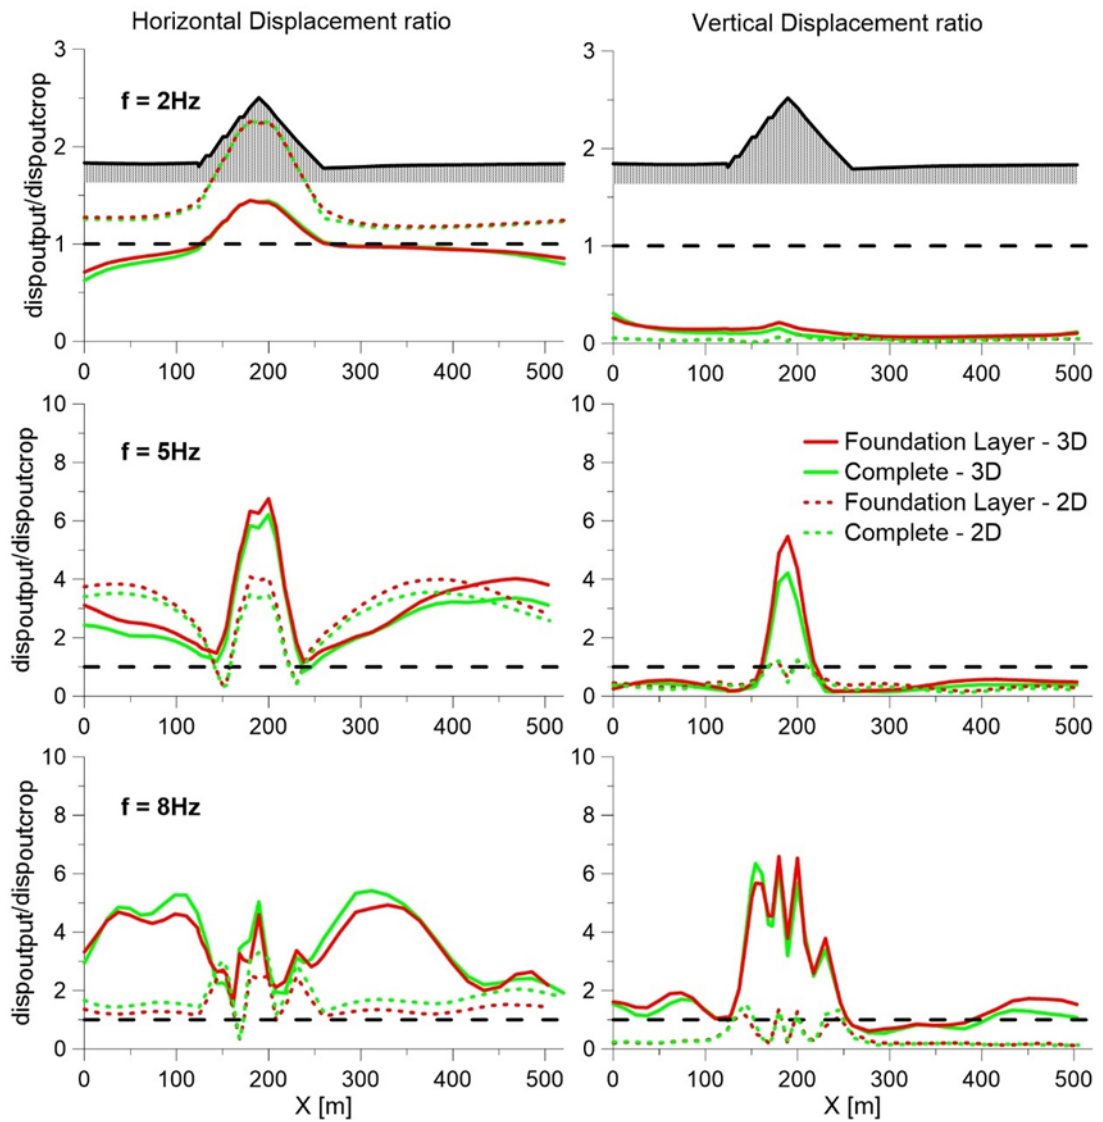 Horizontal Displacement ratio
Vertical Displacement ratio
dispoutput/dispoutcrop
3
2
1
0
f = 2Hz
0 100 200 300 400 500
3
2
1
0
0 100 200 300 400 500
dispoutput/dispoutcrop
10
8
6
4
2
0
f = 5Hz
0 100 200 300 400 500
10
8
6
4
2
0
Foundation Layer - 3D
Complete - 3D
Foundation Layer - 2D
Complete - 2D
0 100 200 300 400 500
dispoutput/dispoutcrop
10
8
6
4
2
0
f = 8Hz
0 100 200 300 400 500
X [m]
10
8
6
4
2
0
0 100 200 300 400 500
X [m]